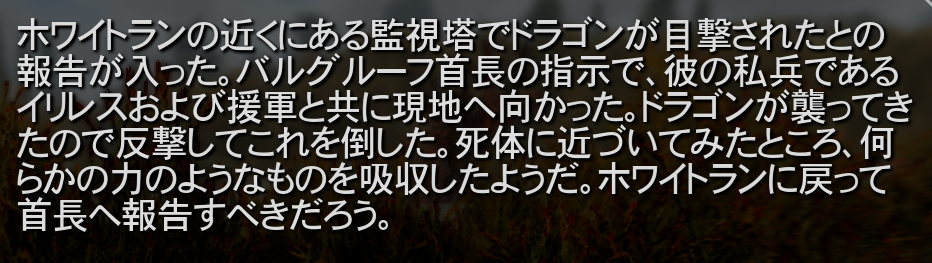 ホワイトランの近くにある監視塔でドラゴンが目撃されたとの
報告が入った。バルグルーフ首長の指示で、彼の私兵である
イリレスおよび援軍と共に現地へ向かった。ドラゴンが襲ってき
たので反撃してこれを倒した。死体に近づいてみたところ、何
らかの力のようなものを吸収したようだ。ホワイトランに戻って
首長へ報告すべきだろう。